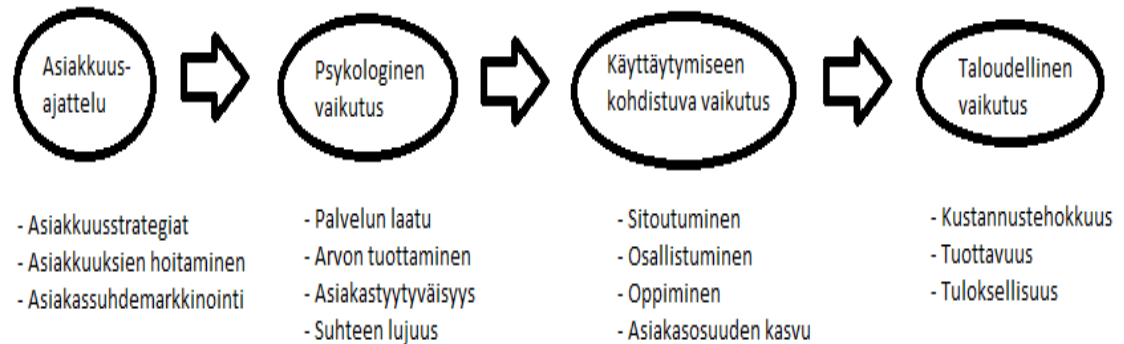 Asiakkuus-
ajattelu
Psykologinen
vaikutus
Käyttäytymiseen
kohdistuva vaikutus
Taloudellinen
vaikutus
- Asiakkuusstrategiat
- Asiakkuuksien hoitaminen
- Asiakassuhdemarkkinointi
- Palvelun laatu
- Arvon tuottaminen
- Asiakastyytyväisyys
- Suhteen lujuus
- Sitoutuminen
- Osallistuminen
- Oppiminen
- Asiakasosuuden kasvu
- Kustannustehokkuus
- Tuottavuus
- Tuloksellisuus